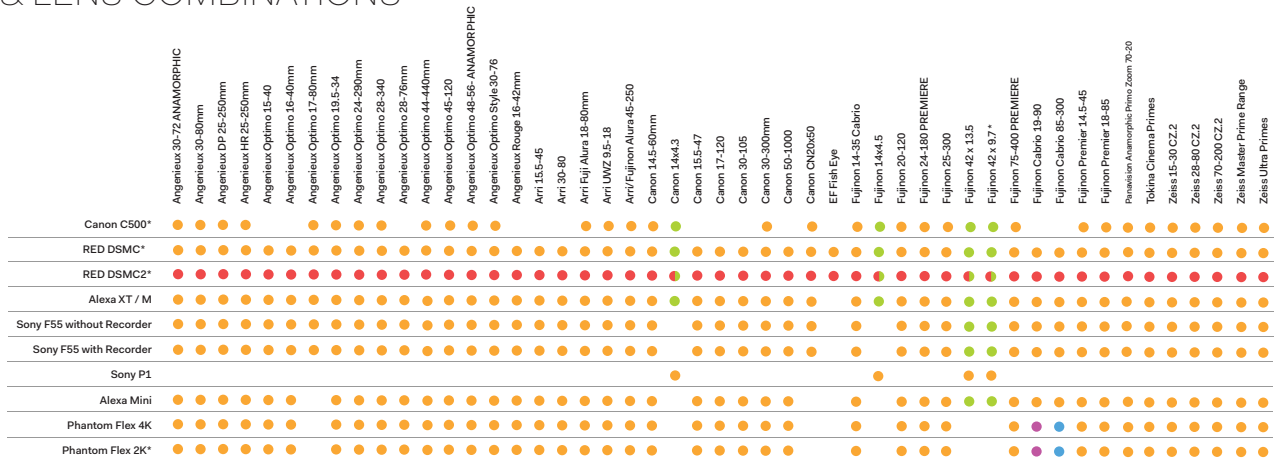 & LENS COMBINATIONS
Angenieux 30-72 ANAMORPHIC
Angenieux 30-80mm
Angenieux DP 25-250mm
Angenieux HR 25-250mm
Angenieux Optimo 15-40
Angenieux Optimo 16-40mm
Angenieux Optimo 17-80mm
Angenieux Optimo 19.5-34
Angenieux Optimo 24-290mm
Angenieux Optimo 28-340
Angenieux Optimo 28-76mm
Angenieux Optimo 44-440mm
Angenieux Optimo 45-120
Angenieux Optimo 48-56- ANAMORPHIC
Angenieux Optimo Style 30-76
Angenieux Rouge 16-42mm
Arri 15.5-45
Arri 30-80
Arri Fuji Alura 18-80mm
Arri UWZ 9.5-18
Arri/Fujinon Alura 45-250
Canon 14.5-60mm
Canon 14x4.3
Canon 15.5-47
Canon 17-120
Canon 30-105
Canon 30-300mm
Canon 50-1000
Canon CN20x50
EF Fish Eye
Fujinon 14-35 Cabrio
Fujinon 14x4.5
Fujinon 20-120
Fujinon 24-180 PREMIERE
Fujinon 25-300
Fujinon 42 x 13.5
Fujinon 42 x 9.7 *
Fujinon 75-400 PREMIERE
Fujinon Cabrio 19-90
Fujinon Cabrio 85-300
Fujinon Premier 14.5-45
Fujinon Premier 18-85
Panavision Anamorphic Primo Zoom 70-20
Tokina Cinema Primes
Zeiss 15-30 CZ.2
Zeiss 28-80 CZ.2
Zeiss 70-200 CZ.2
Zeiss Master Prime Range
Zeiss Ultra Primes
Canon C500*
RED DSMC*
RED DSMC2*
Alexa XT / M
Sony F55 without Recorder
Sony F55 with Recorder
Sony P1
Alexa Mini
Phantom Flex 4K
Phantom Flex 2K*